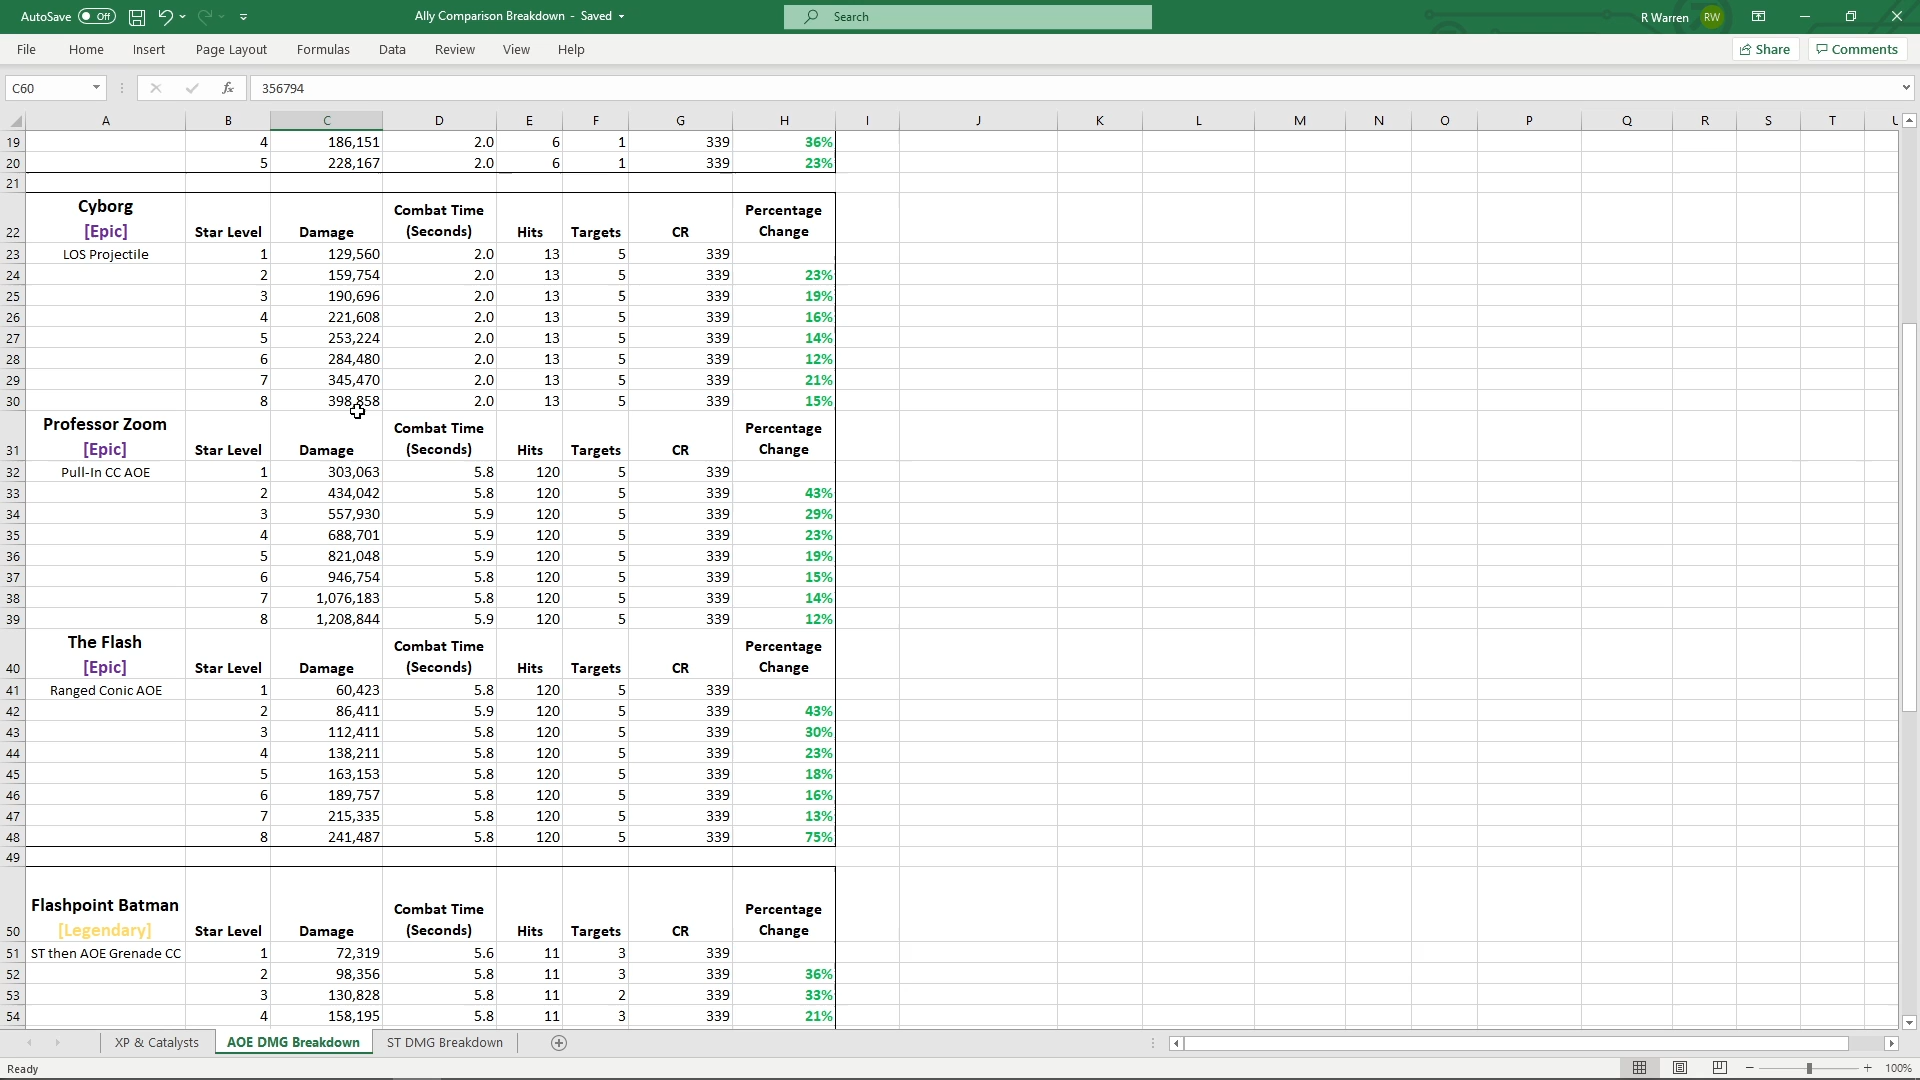 AutoSave Off Ally Comparison Breakdown - Saved Search R Warren RW
File Home Insert Page Layout Formulas Data Review View Help Share Comments
C60 fx 356794
A B C D E F G H I J K L M N O P Q R S T U
19 4 186,151 2.0 6 1 339 36%
20 5 228,167 2.0 6 1 339 23%
21
Cyborg Combat Time Percentage
22 [Epic] Star Level Damage (Seconds) Hits Targets CR Change
23 LOS Projectile 1 129,560 2.0 13 5 339
24 2 159,754 2.0 13 5 339 23%
25 3 190,696 2.0 13 5 339 19%
26 4 221,608 2.0 13 5 339 16%
27 5 253,224 2.0 13 5 339 14%
28 6 284,480 2.0 13 5 339 12%
29 7 345,470 2.0 13 5 339 21%
30 8 398,858 2.0 13 5 339 15%
Professor Zoom Combat Time Percentage
31 [Epic] Star Level Damage (Seconds) Hits Targets CR Change
32 Pull-In CC AOE 1 303,063 5.8 120 5 339
33 2 434,042 5.8 120 5 339 43%
34 3 557,930 5.9 120 5 339 29%
35 4 688,701 5.9 120 5 339 23%
36 5 821,048 5.9 120 5 339 19%
37 6 946,754 5.8 120 5 339 15%
38 7 1,076,183 5.8 120 5 339 14%
39 8 1,208,844 5.9 120 5 339 12%
The Flash Combat Time Percentage
40 [Epic] Star Level Damage (Seconds) Hits Targets CR Change
41 Ranged Conic AOE 1 60,423 5.8 120 5 339
42 2 86,411 5.9 120 5 339 43%
43 3 112,411 5.8 120 5 339 30%
44 4 138,211 5.8 120 5 339 23%
45 5 163,153 5.8 120 5 339 18%
46 6 189,757 5.8 120 5 339 16%
47 7 215,335 5.8 120 5 339 13%
48 8 241,487 5.8 120 5 339 75%
49
Flashpoint Batman Combat Time Percentage
50 [Legendary] Star Level Damage (Seconds) Hits Targets CR Change
51 ST then AOE Grenade CC 1 72,319 5.6 11 3 339
52 2 98,356 5.8 11 3 339 36%
53 3 130,828 5.8 11 2 339 33%
54 4 158,195 5.8 11 3 339 21%
XP & Catalysts AOE DMG Breakdown ST DMG Breakdown
Ready 100%